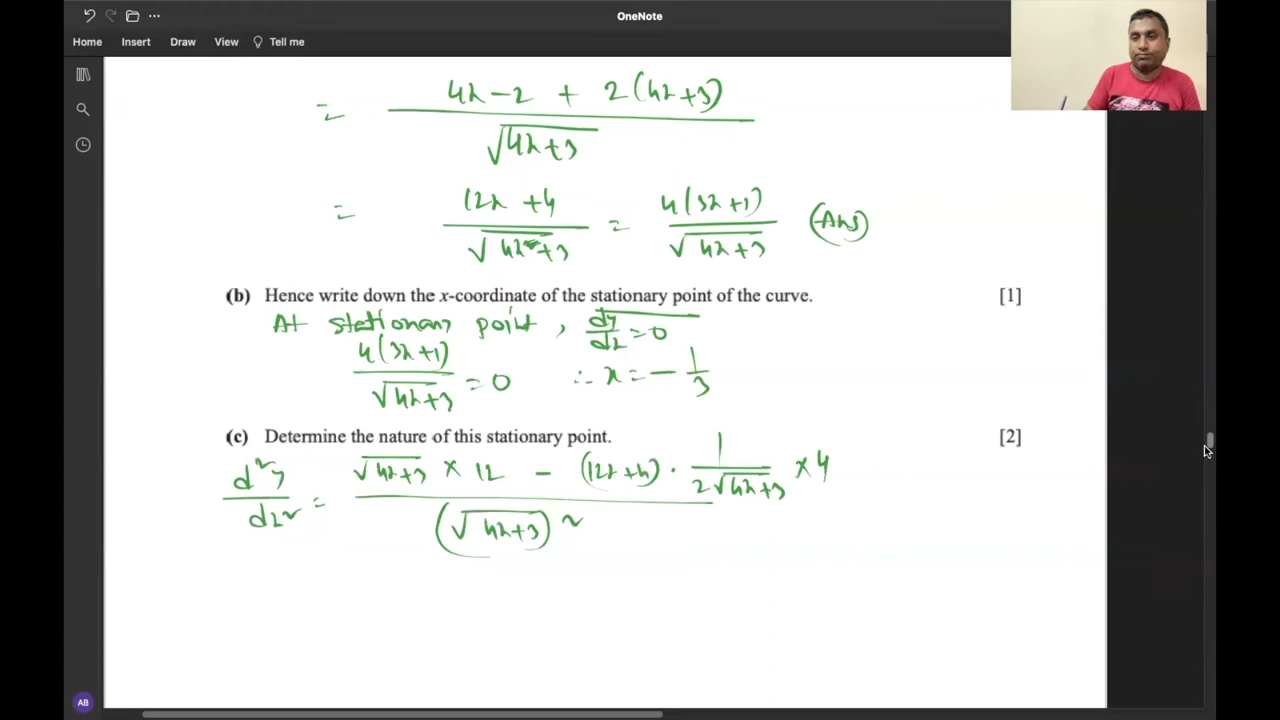 OneNote
Home Insert Draw View Tell me
= 4x - 2 + 2(4x+3) / √4x+3
= 12x + 4 / √4x+3 = 4(3x+1) / √4x+3 (Ans)
(b) Hence write down the x-coordinate of the stationary point of the curve. [1]
At stationary point, dy/dx = 0
4(3x+1) / √4x+3 = 0 ∴ x = - 1/3
(c) Determine the nature of this stationary point. [2]
d²y/dx² = √4x+3 × 12 - (12x+4) · 1 / 2√4x+3 × 4 / (√4x+3)²
AB